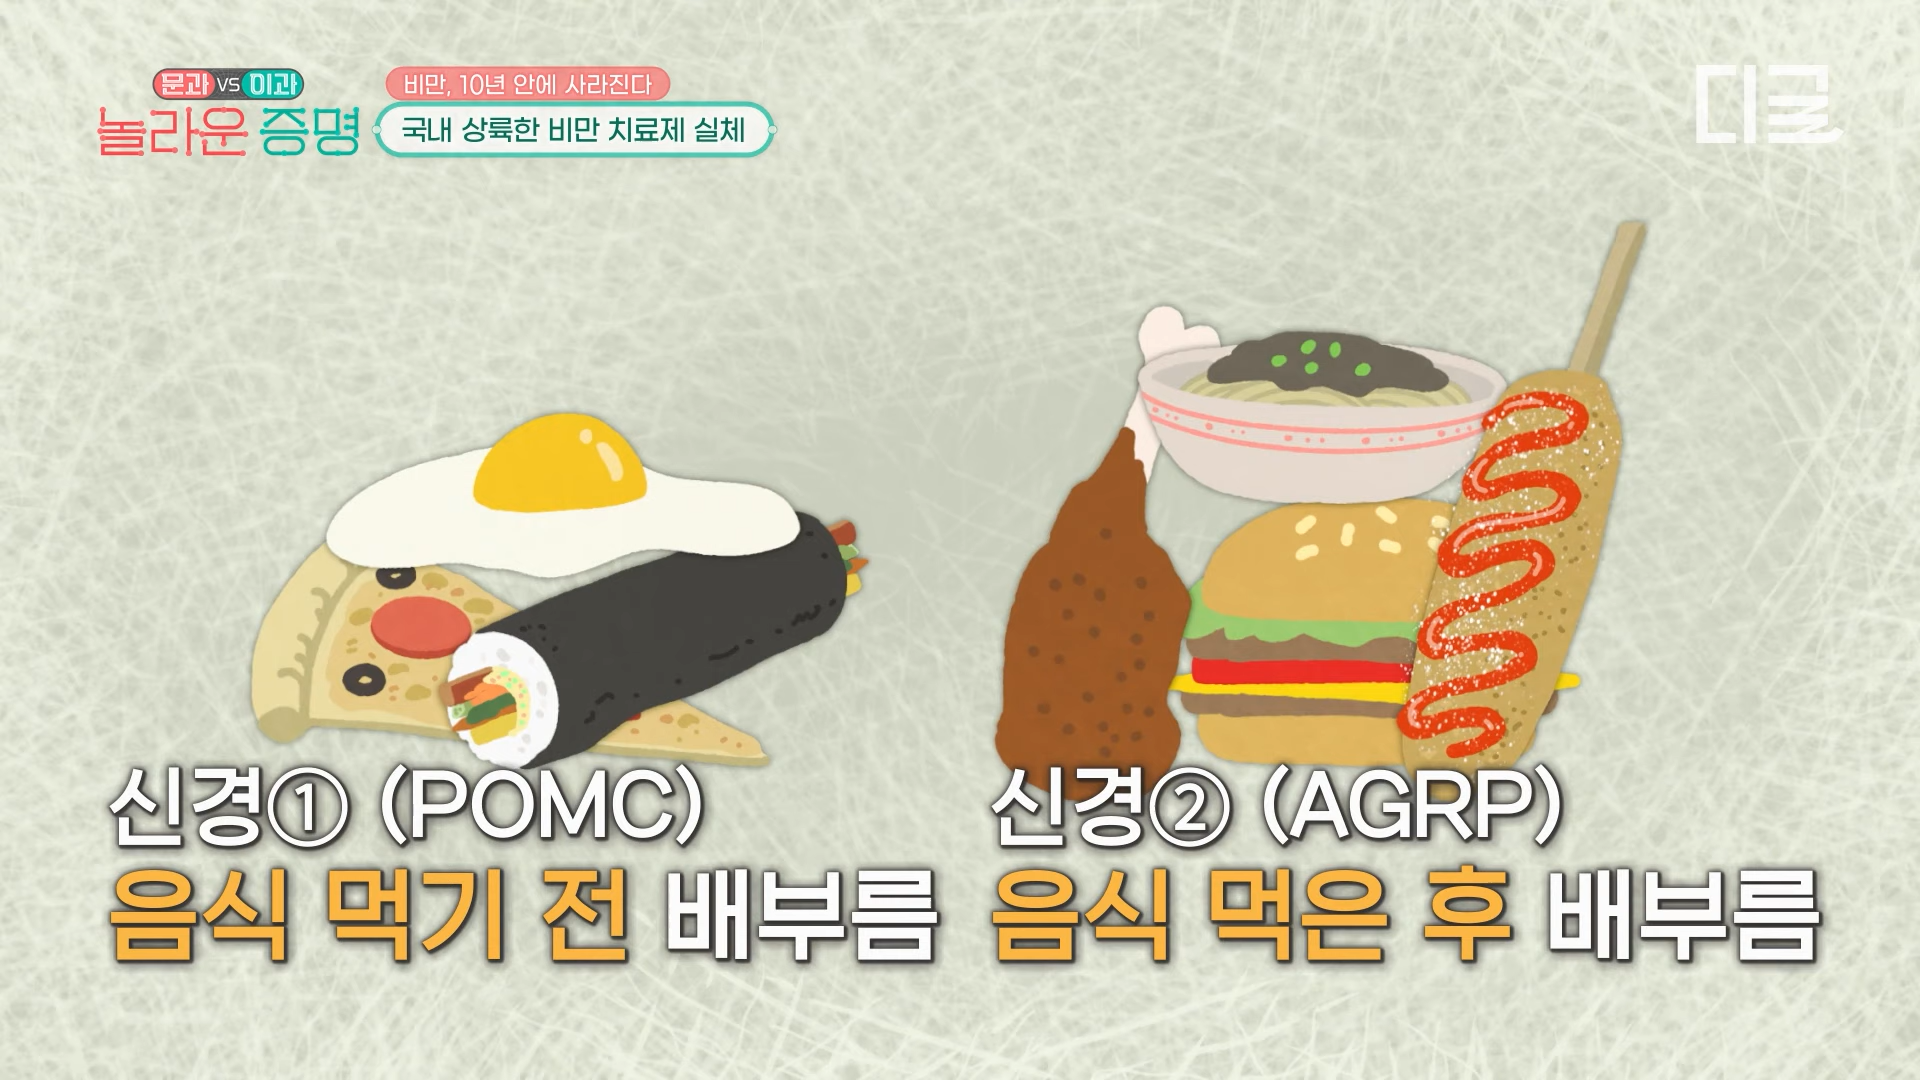 문과 VS 이과
놀라운 증명
비만, 10년 안에 사라진다
국내 상륙한 비만 치료제 실체
디글
신경① (POMC)
음식 먹기 전 배부름
신경② (AGRP)
음식 먹은 후 배부름